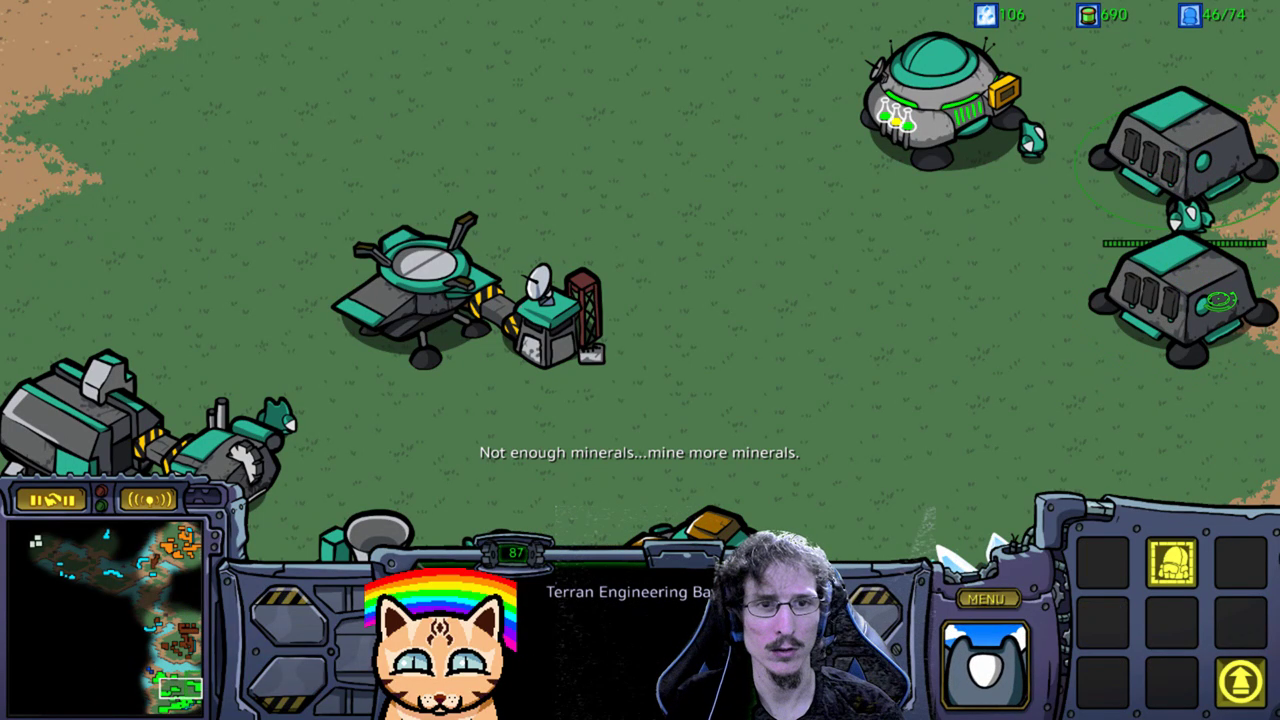 106 690 46/74
Not enough minerals...mine more minerals.
87
Terran Engineering Ba
MENU